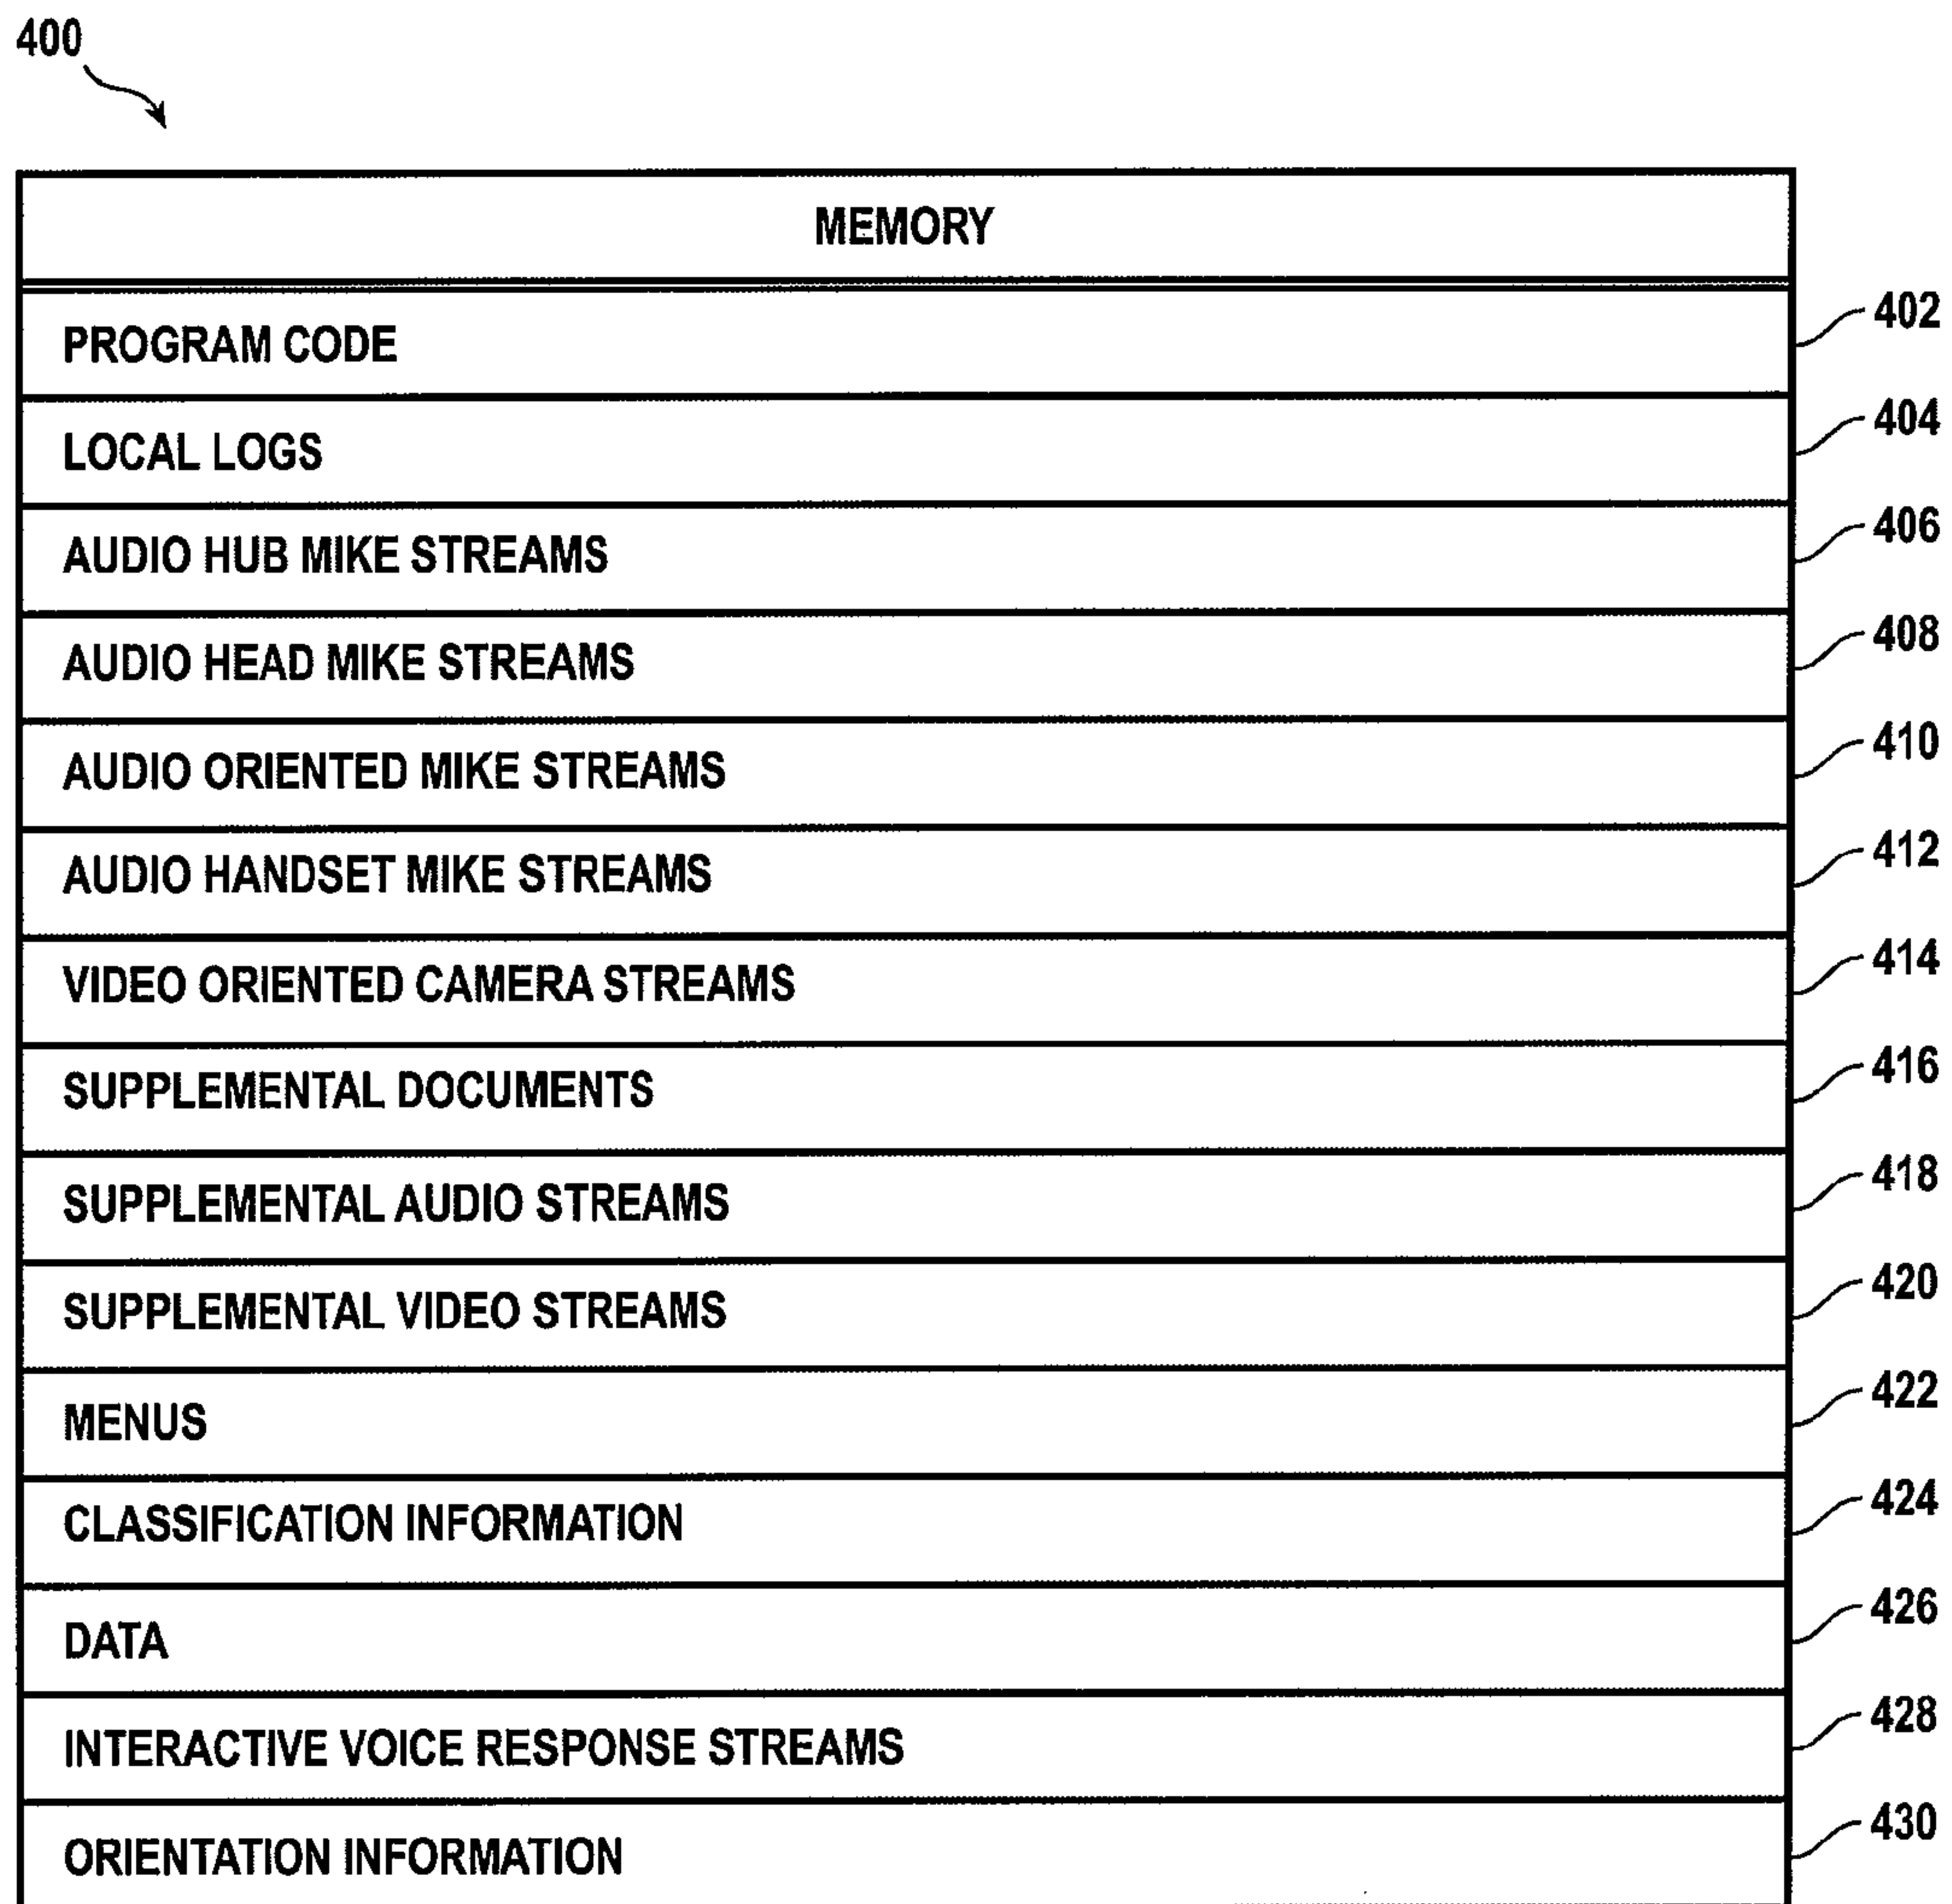 400
MEMORY
PROGRAM CODE 402
LOCAL LOGS 404
AUDIO HUB MIKE STREAMS 406
AUDIO HEAD MIKE STREAMS 408
AUDIO ORIENTED MIKE STREAMS 410
AUDIO HANDSET MIKE STREAMS 412
VIDEO ORIENTED CAMERA STREAMS 414
SUPPLEMENTAL DOCUMENTS 416
SUPPLEMENTAL AUDIO STREAMS 418
SUPPLEMENTAL VIDEO STREAMS 420
MENUS 422
CLASSIFICATION INFORMATION 424
DATA 426
INTERACTIVE VOICE RESPONSE STREAMS 428
ORIENTATION INFORMATION 430